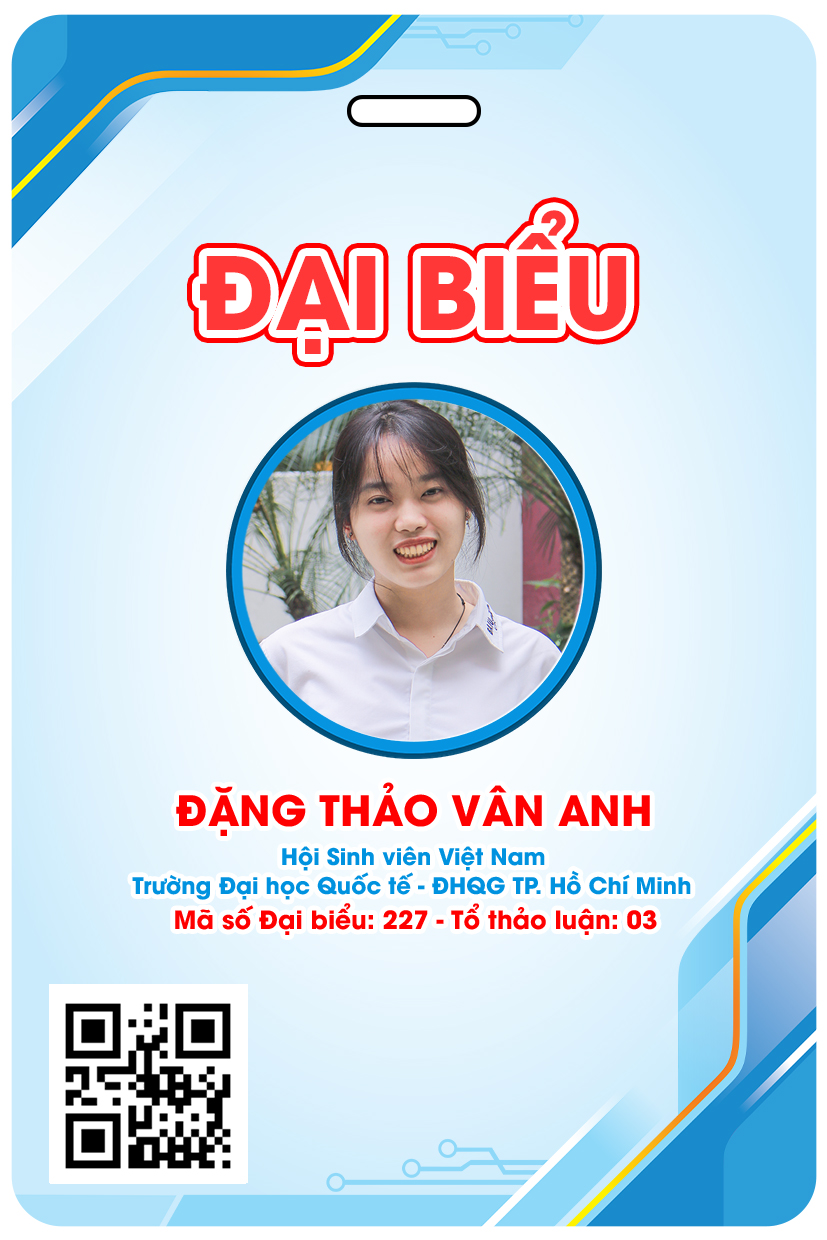 ĐẠI BIỂU
ĐẶNG THẢO VÂN ANH
Hội Sinh viên Việt Nam
Trường Đại học Quốc tế - ĐHQG TP. Hồ Chí Minh
Mã số Đại biểu: 227 - Tổ thảo luận: 03